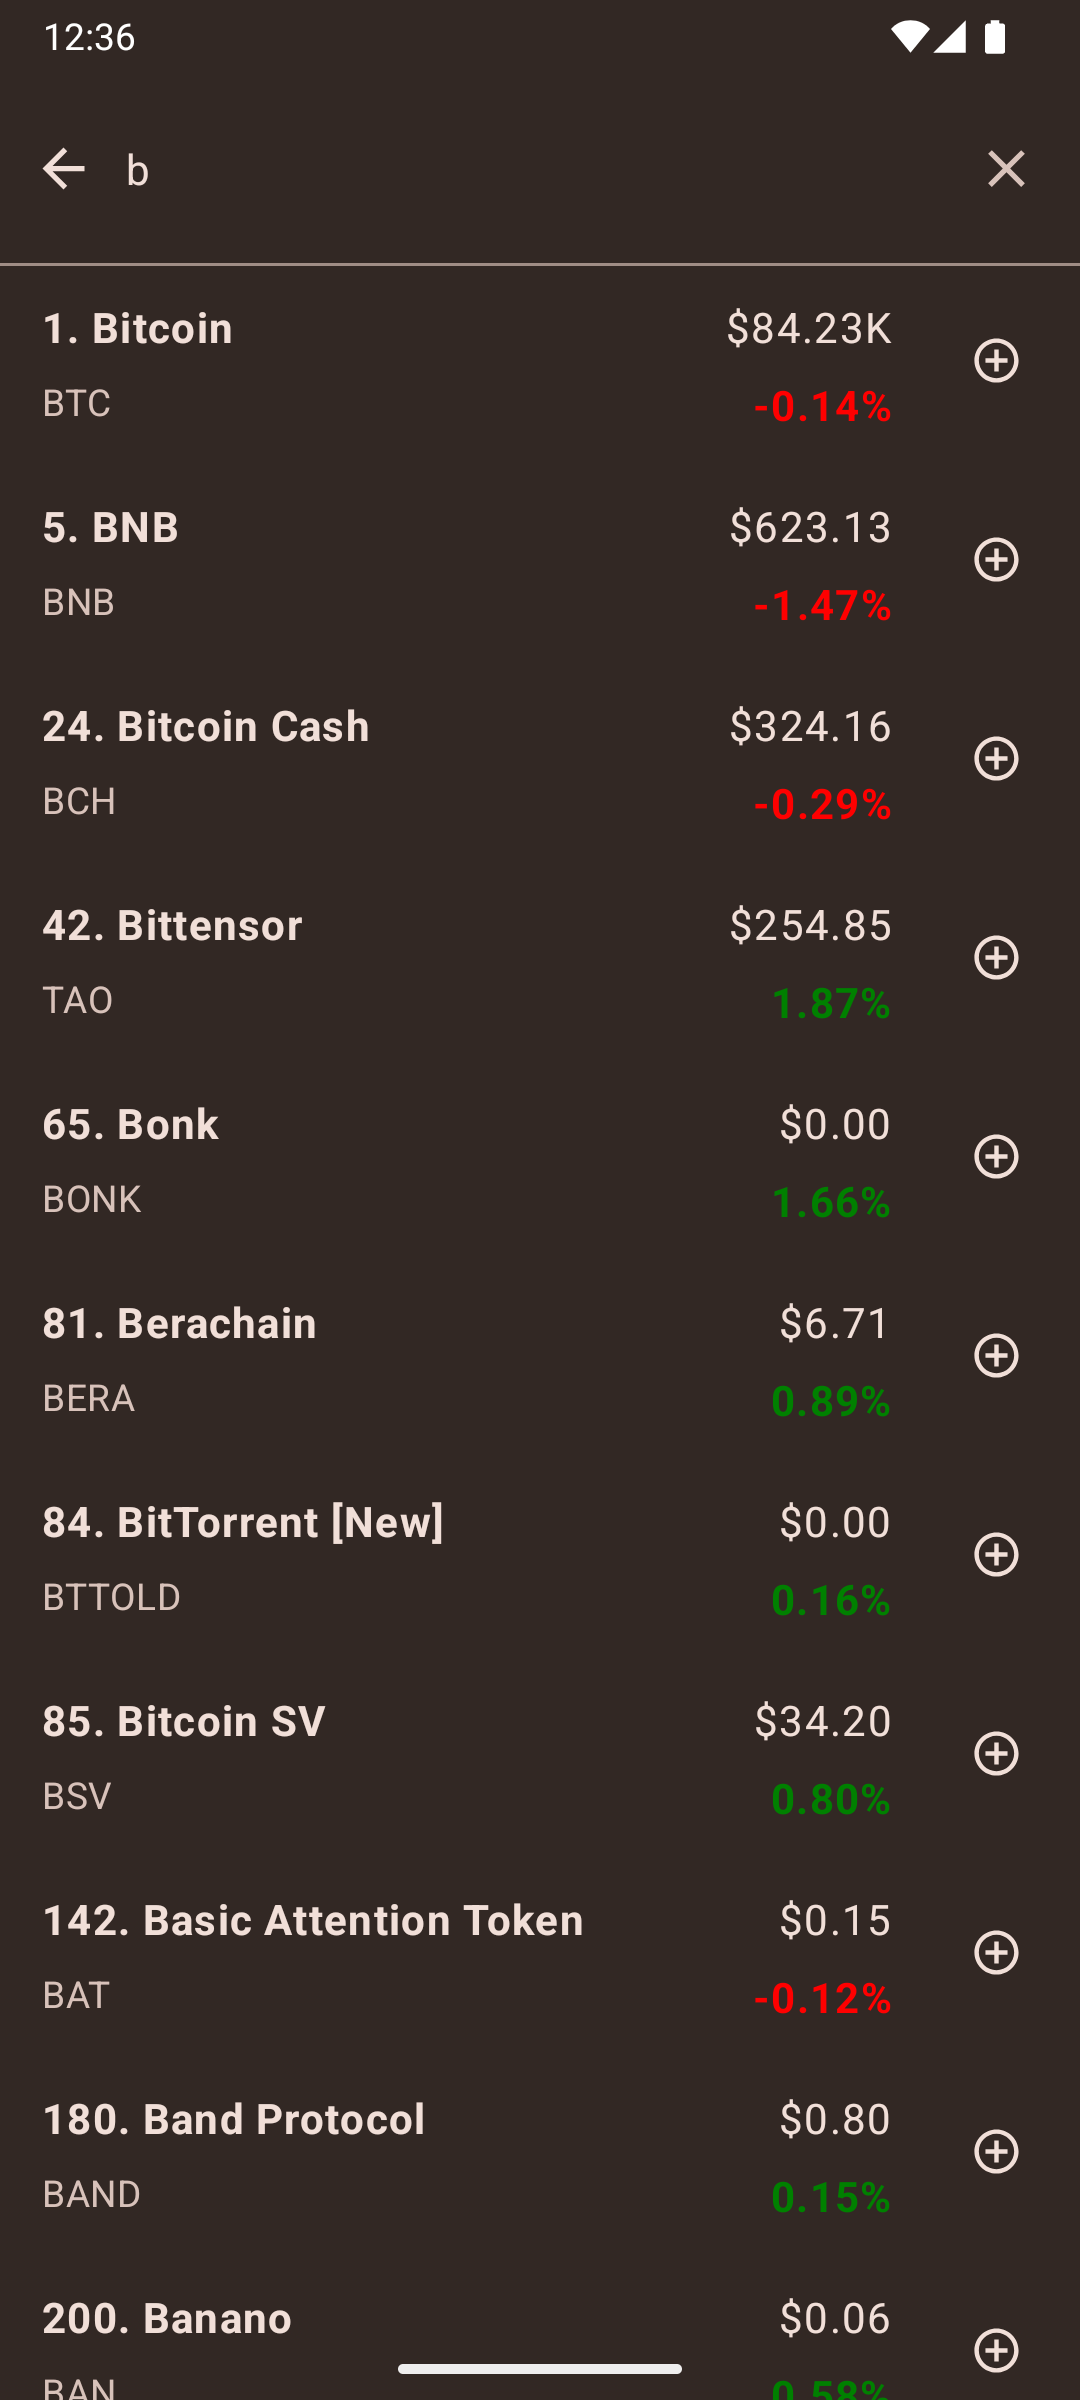 12:36
b
1. Bitcoin $84.23K
BTC -0.14%
5. BNB $623.13
BNB -1.47%
24. Bitcoin Cash $324.16
BCH -0.29%
42. Bittensor $254.85
TAO 1.87%
65. Bonk $0.00
BONK 1.66%
81. Berachain $6.71
BERA 0.89%
84. BitTorrent [New] $0.00
BTTOLD 0.16%
85. Bitcoin SV $34.20
BSV 0.80%
142. Basic Attention Token $0.15
BAT -0.12%
180. Band Protocol $0.80
BAND 0.15%
200. Banano $0.06
BAN 0.58%